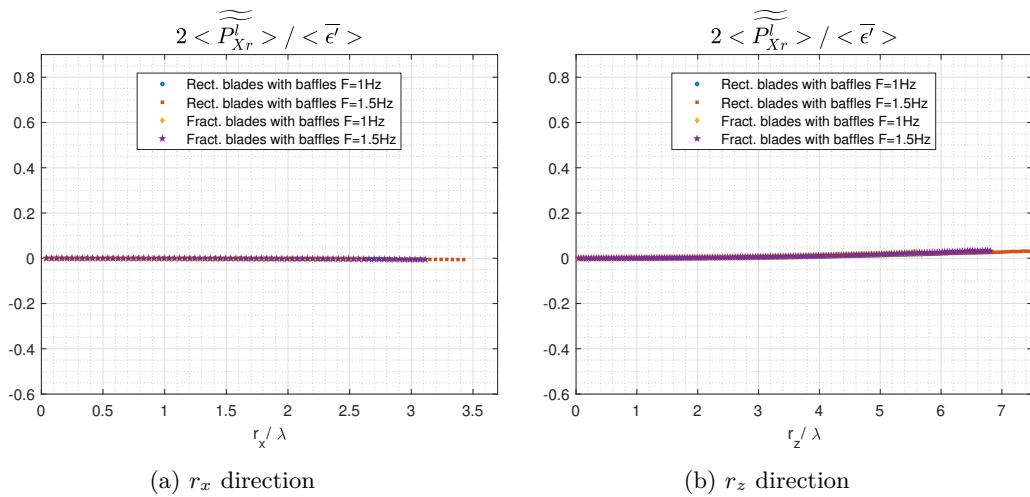 2 < \widetilde{\widetilde{P^l_{Xr}}} > / < \overline{\epsilon'} >
0.8
0.6
0.4
0.2
0
-0.2
-0.4
-0.6
Rect. blades with baffles F=1Hz
Rect. blades with baffles F=1.5Hz
Fract. blades with baffles F=1Hz
Fract. blades with baffles F=1.5Hz
0 0.5 1 1.5 2 2.5 3 3.5
r_x/ λ
(a) r_x direction
2 < \widetilde{\widetilde{P^l_{Xr}}} > / < \overline{\epsilon'} >
0.8
0.6
0.4
0.2
0
-0.2
-0.4
-0.6
Rect. blades with baffles F=1Hz
Rect. blades with baffles F=1.5Hz
Fract. blades with baffles F=1Hz
Fract. blades with baffles F=1.5Hz
0 1 2 3 4 5 6 7
r_z/ λ
(b) r_z direction